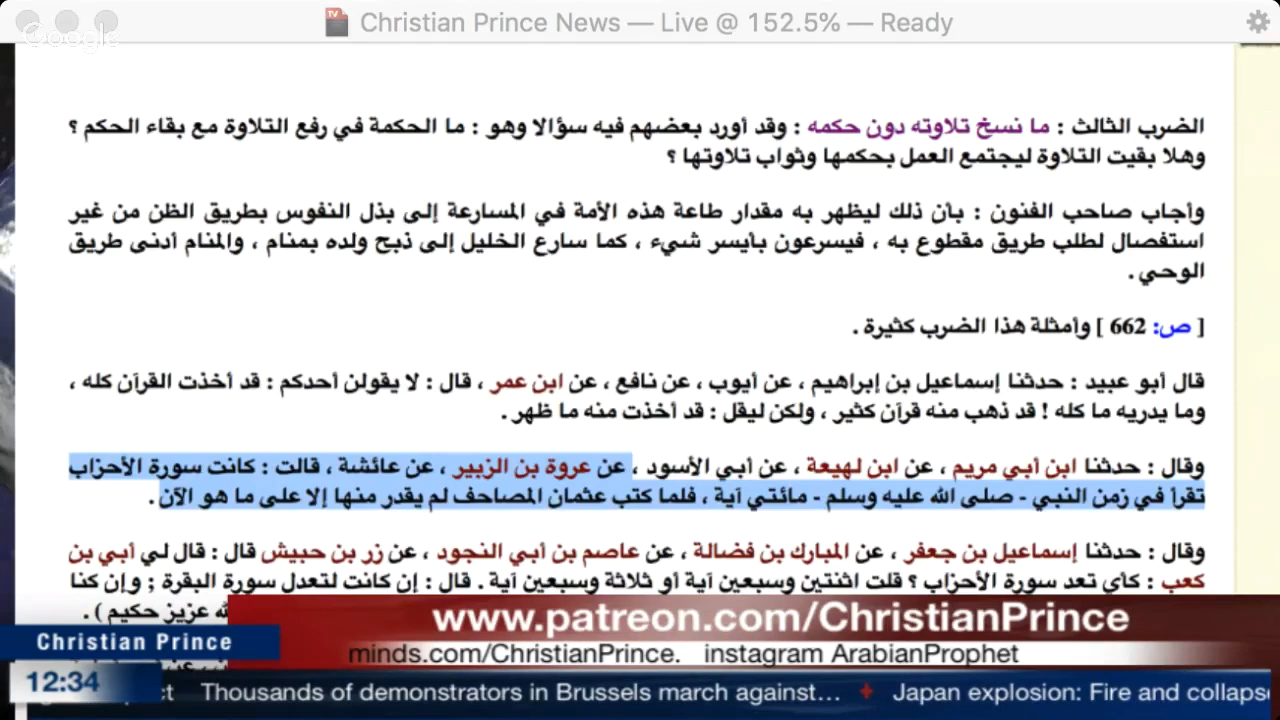 Christian Prince News — Live @ 152.5% — Ready
Google
الضرب الثالث : ما نسخ تلاوته دون حكمه : وقد أورد بعضهم فيه سؤالا وهو : ما الحكمة في رفع التلاوة مع بقاء الحكم ؟
وهلا بقيت التلاوة ليجتمع العمل بحكمها وثواب تلاوتها ؟
وأجاب صاحب الفنون : بأن ذلك ليظهر به مقدار طاعة هذه الأمة في المسارعة إلى بذل النفوس بطريق الظن من غير
استفصال لطلب طريق مقطوع به ، فيسرعون بأيسر شيء ، كما سارع الخليل إلى ذبح ولده بمنام ، والمنام أدنى طريق
الوحي .
[ ص: 662 ] وأمثلة هذا الضرب كثيرة .
قال أبو عبيد : حدثنا إسماعيل بن إبراهيم ، عن أيوب ، عن نافع ، عن ابن عمر ، قال : لا يقولن أحدكم : قد أخذت القرآن كله ،
وما يدريه ما كله ! قد ذهب منه قرآن كثير ، ولكن ليقل : قد أخذت منه ما ظهر .
وقال : حدثنا ابن أبي مريم ، عن ابن لهيعة ، عن أبي الأسود ، عن عروة بن الزبير ، عن عائشة ، قالت : كانت سورة الأحزاب
تقرأ في زمن النبي - صلى الله عليه وسلم - مائتي آية ، فلما كتب عثمان المصاحف لم يقدر منها إلا على ما هو الآن .
وقال : حدثنا إسماعيل بن جعفر ، عن المبارك بن فضالة ، عن عاصم بن أبي النجود ، عن زر بن حبيش قال : قال لي أبي بن
كعب : كأي تعد سورة الأحزاب ؟ قلت اثنتين وسبعين آية أو ثلاثة وسبعين آية . قال : إن كانت لتعدل سورة البقرة ; وإن كنا
عزيز حكيم ) .
www.patreon.com/ChristianPrince
Christian Prince
minds.com/ChristianPrince. instagram ArabianProphet
12:34
Thousands of demonstrators in Brussels march against... Japan explosion: Fire and collaps